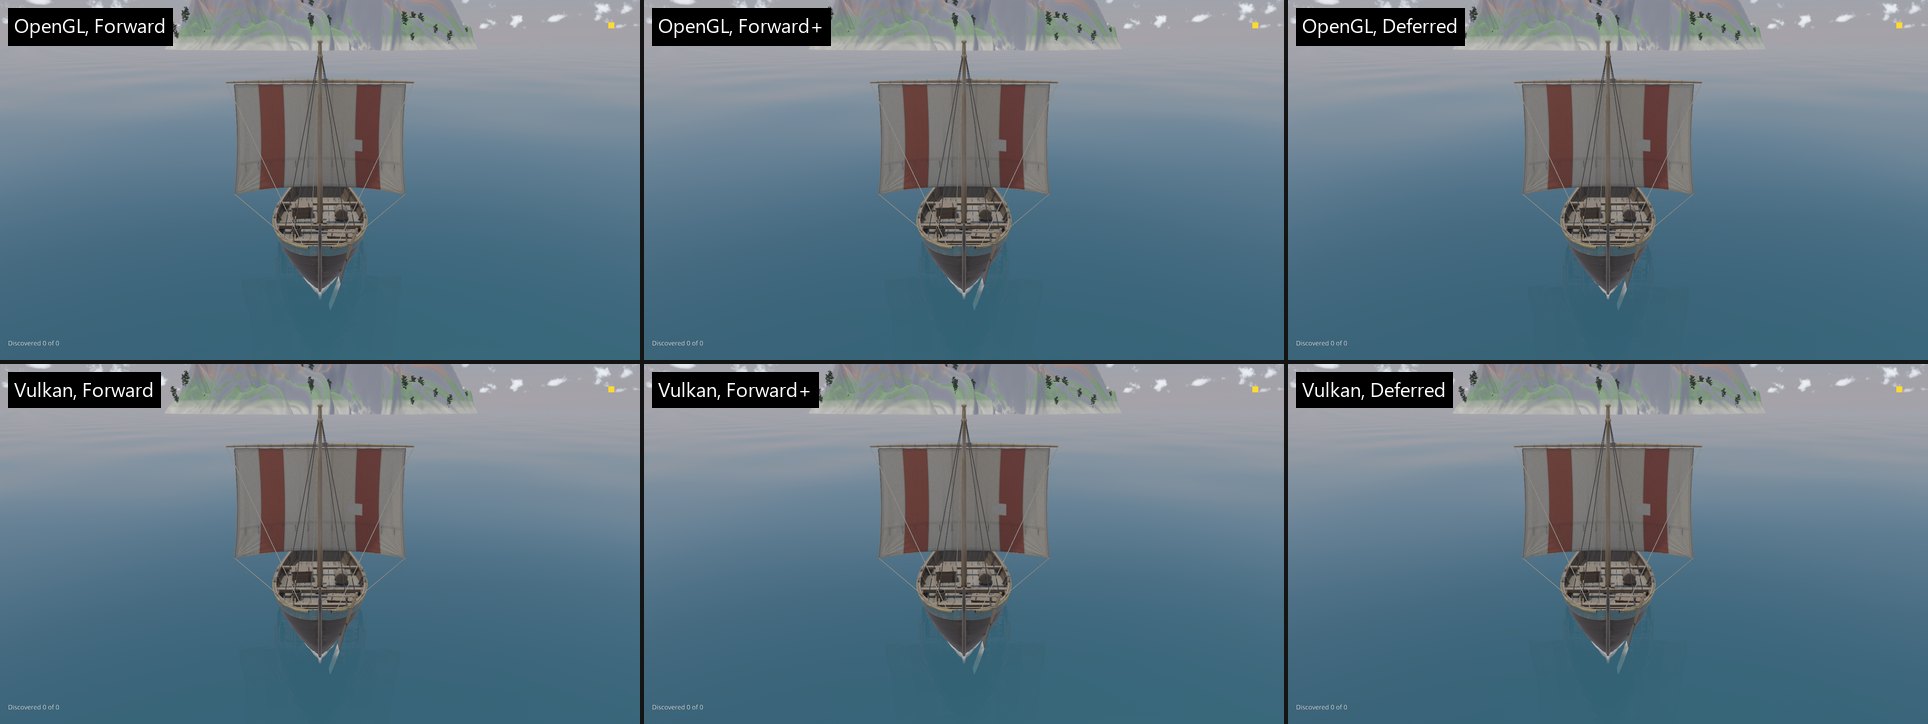 OpenGL, Forward
OpenGL, Forward+
OpenGL, Deferred
Discovered 0 of 0
Discovered 0 of 0
Discovered 0 of 0
Vulkan, Forward
Vulkan, Forward+
Vulkan, Deferred
Discovered 0 of 0
Discovered 0 of 0
Discovered 0 of 0